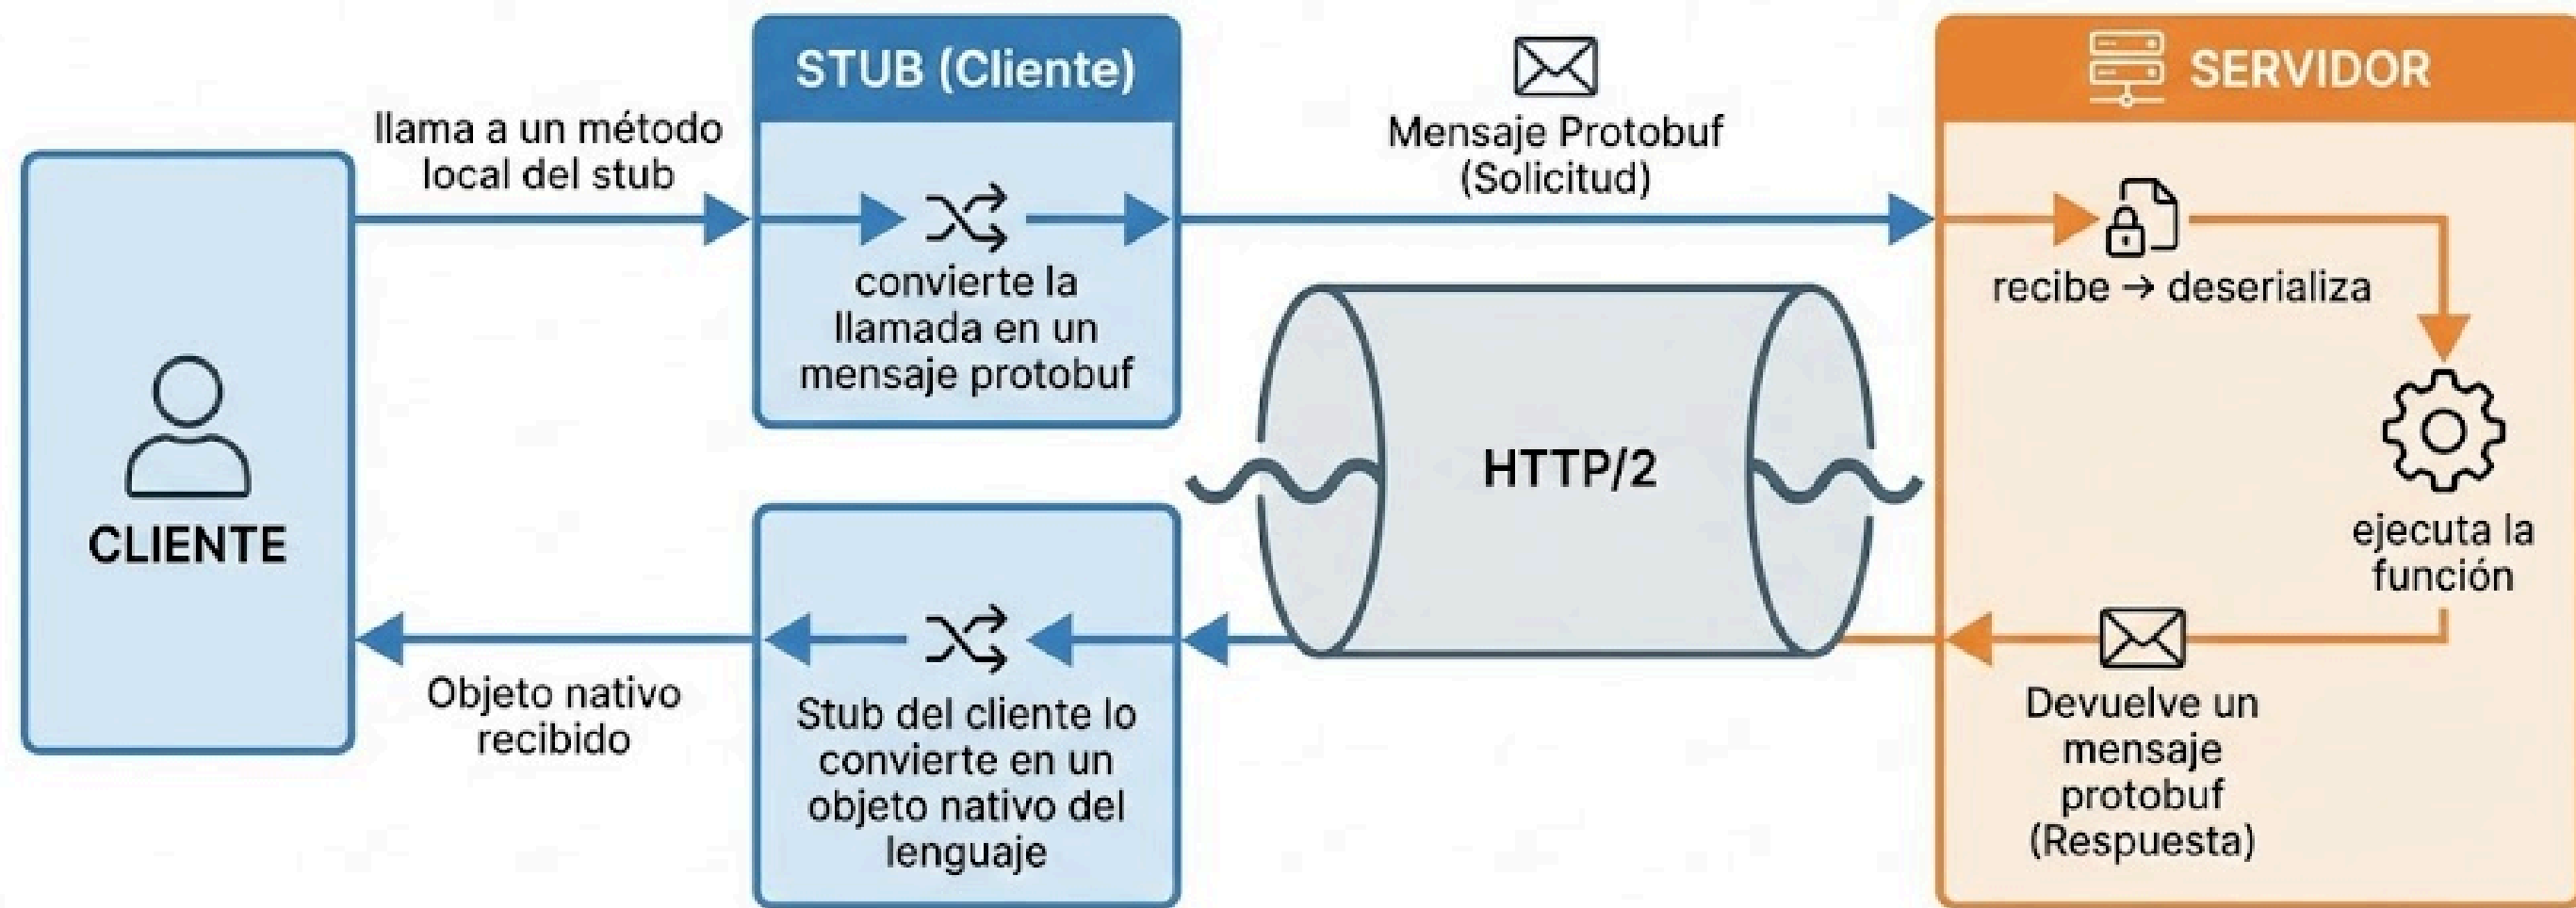 CLIENTE
llama a un método
local del stub
STUB (Cliente)
convierte la
llamada en un
mensaje protobuf
Mensaje Protobuf
(Solicitud)
HTTP/2
SERVIDOR
recibe → deserializa
ejecuta la
función
Devuelve un
mensaje
protobuf
(Respuesta)
Stub del cliente lo
convierte en un
objeto nativo del
lenguaje
Objeto nativo
recibido